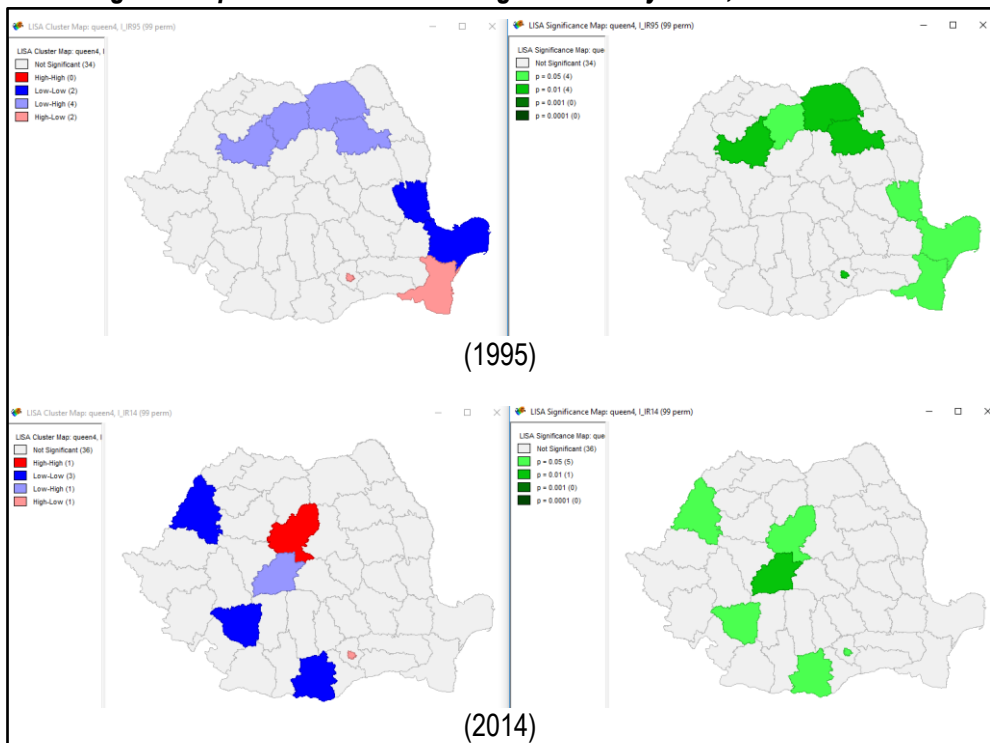 LISA Cluster Map: queen4, I_IR95 (99 perm)
LISA Cluster Map: queen4, I
Not Significant (34)
High-High (0)
Low-Low (2)
Low-High (4)
High-Low (2)
LISA Significance Map: queen4, I_IR95 (99 perm)
LISA Significance Map: que
Not Significant (34)
p = 0.05 (4)
p = 0.01 (4)
p = 0.001 (0)
p = 0.0001 (0)
(1995)
LISA Cluster Map: queen4, I_IR14 (99 perm)
LISA Cluster Map: queen4, I
Not Significant (36)
High-High (1)
Low-Low (3)
Low-High (1)
High-Low (1)
LISA Significance Map: queen4, I_IR14 (99 perm)
LISA Significance Map: que
Not Significant (36)
p = 0.05 (5)
p = 0.01 (1)
p = 0.001 (0)
p = 0.0001 (0)
(2014)